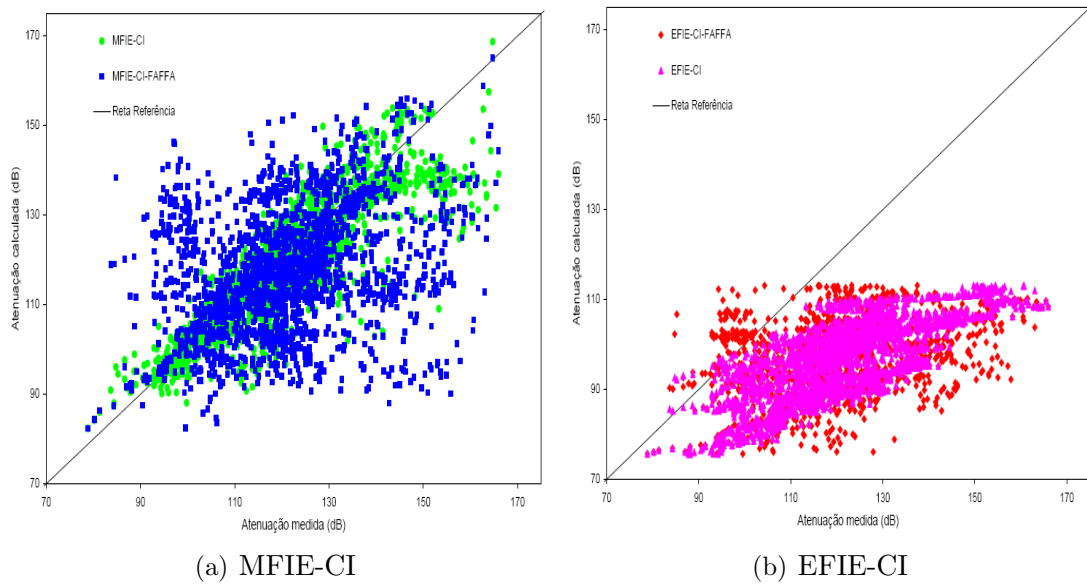 170
150
130
110
90
70
Atenuação calculada (dB)
MFIE-CI
MFIE-CI-FAFFA
Reta Referência
70 90 110 130 150 170
Atenuação medida (dB)
(a) MFIE-CI
170
150
130
110
90
70
Atenuação calculada (dB)
EFIE-CI-FAFFA
EFIE-CI
Reta Referência
70 90 110 130 150 170
Atenuação medida (dB)
(b) EFIE-CI